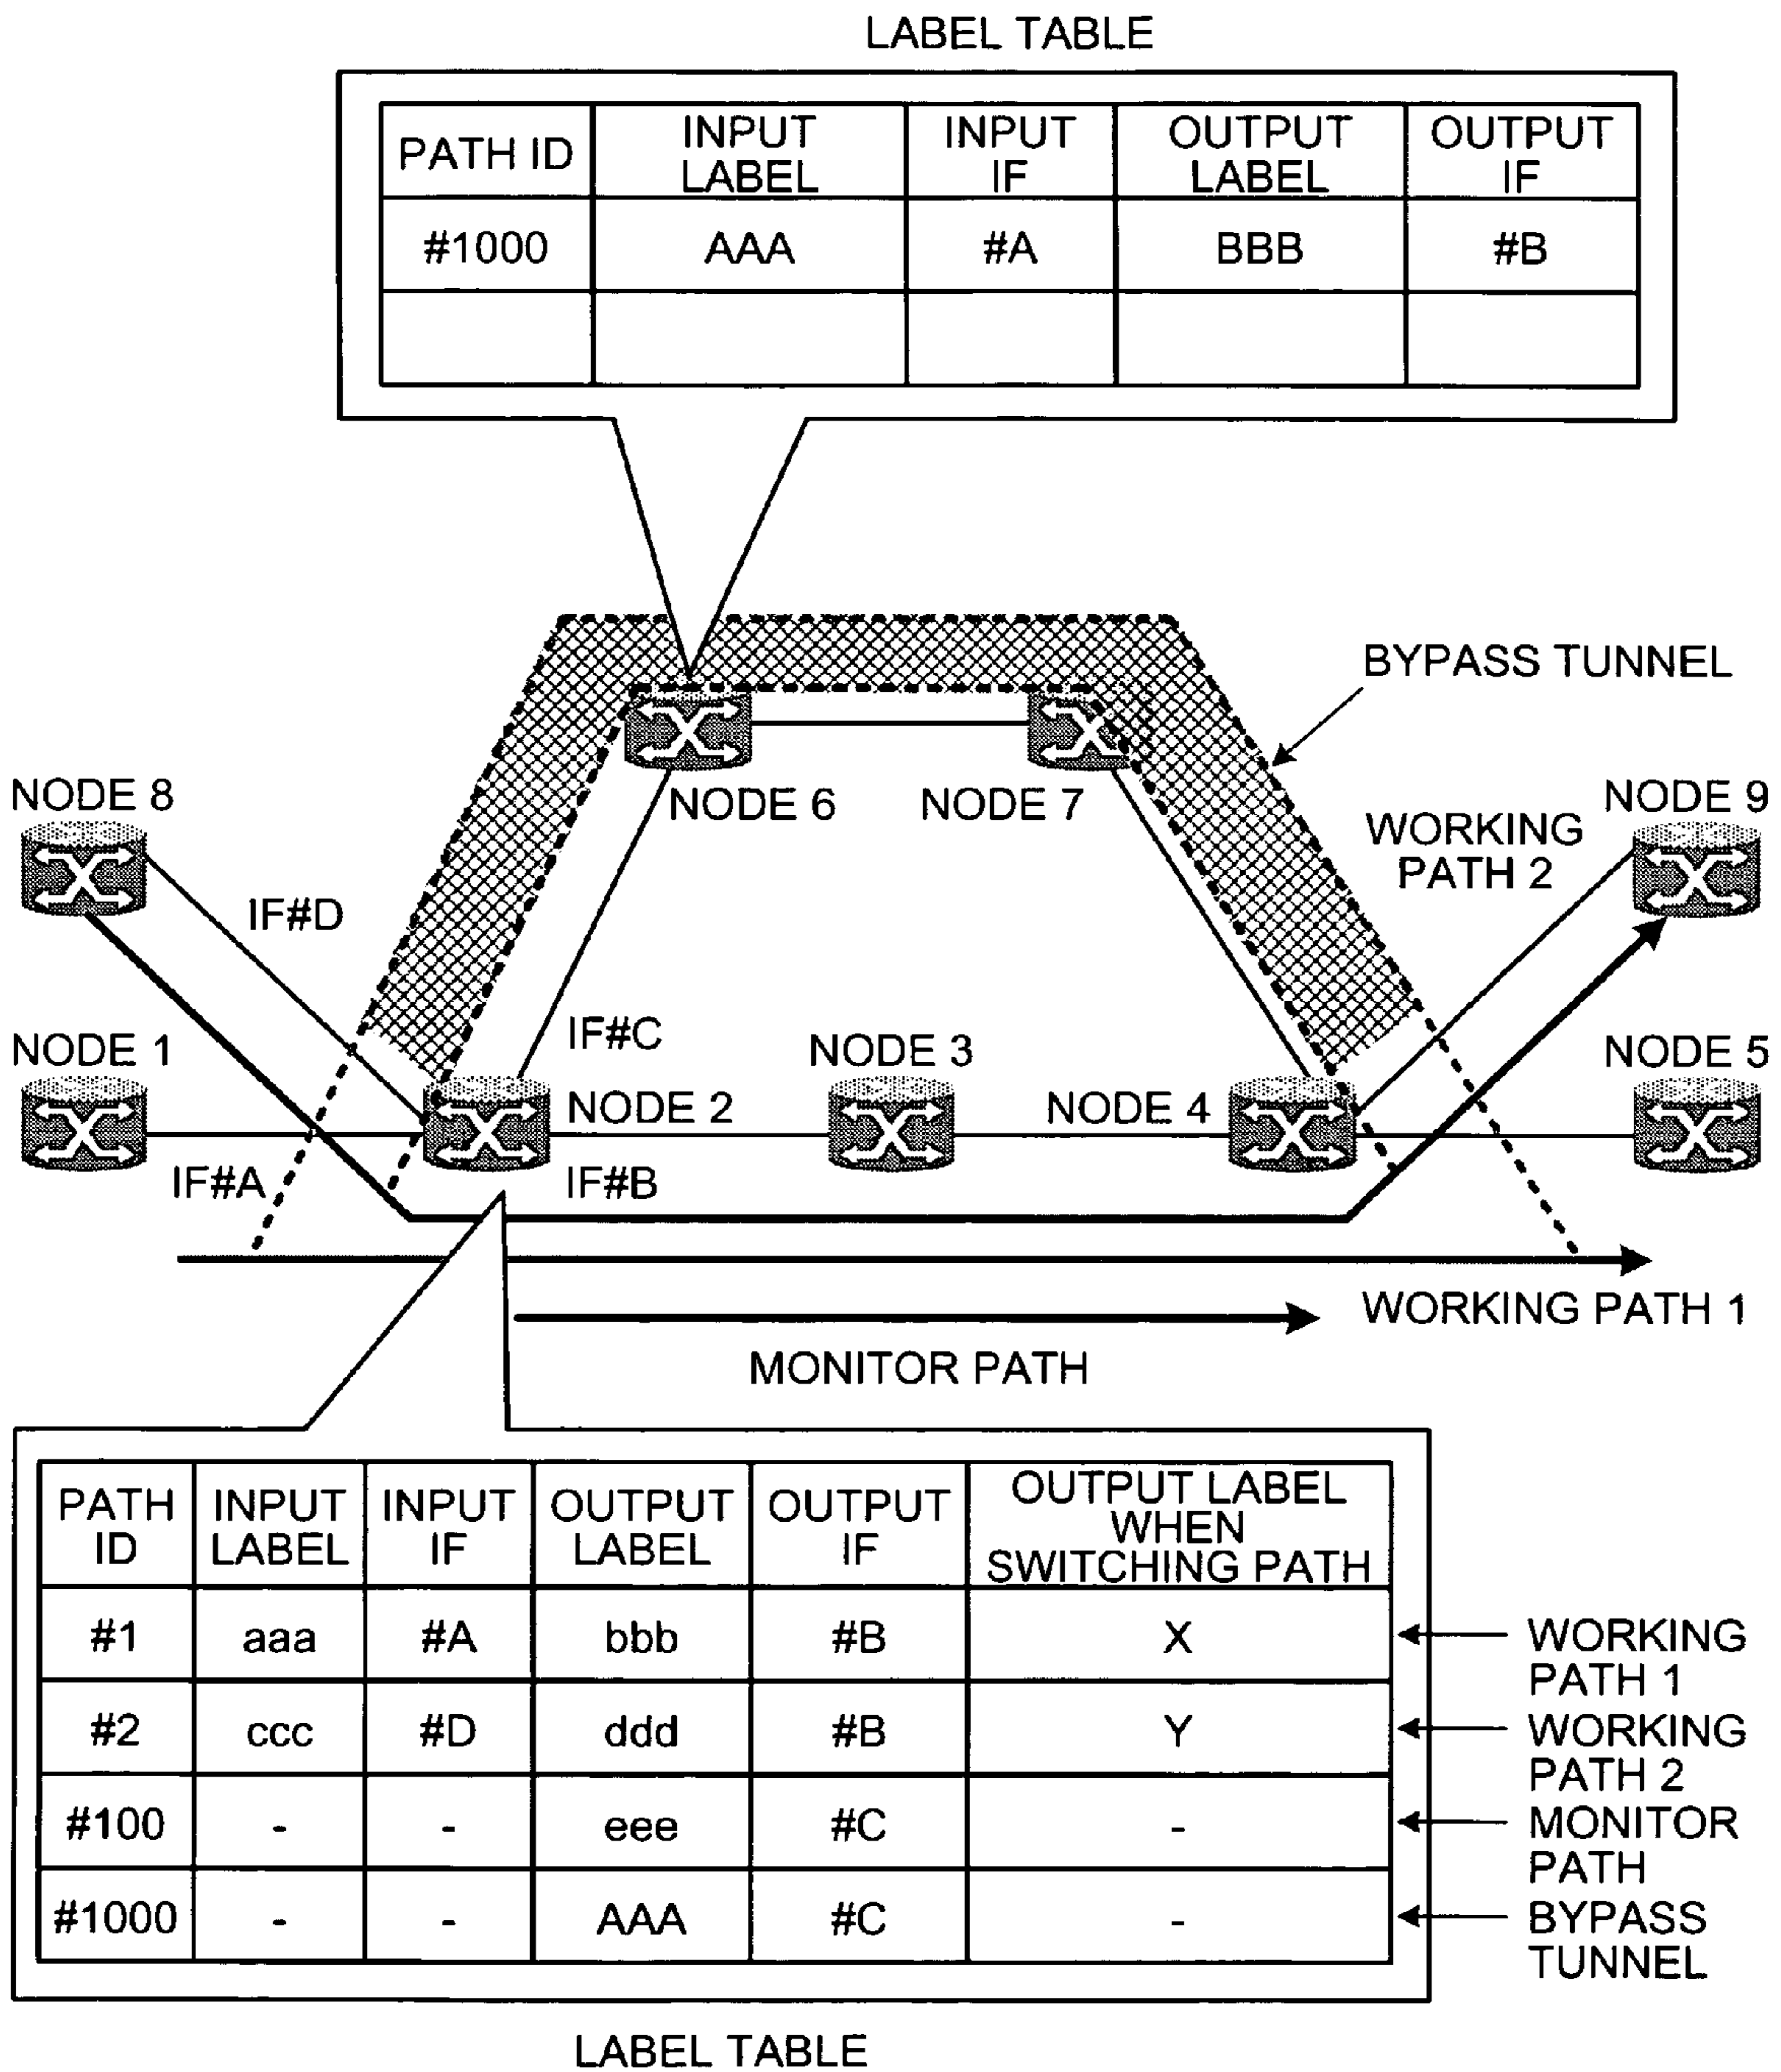 LABEL TABLE
PATH ID INPUT LABEL INPUT IF OUTPUT LABEL OUTPUT IF
#1000 AAA #A BBB #B
BYPASS TUNNEL
NODE 8
NODE 6
NODE 7
WORKING
PATH 2
NODE 9
IF#D
IF#C
NODE 1
NODE 3
NODE 5
NODE 2
NODE 4
IF#A
IF#B
WORKING PATH 1
MONITOR PATH
PATH ID INPUT LABEL INPUT IF OUTPUT LABEL OUTPUT IF OUTPUT LABEL WHEN SWITCHING PATH
#1 aaa #A bbb #B X
WORKING
PATH 1
#2 ccc #D ddd #B Y
WORKING
PATH 2
#100 - - eee #C -
MONITOR
PATH
#1000 - - AAA #C -
BYPASS
TUNNEL
LABEL TABLE